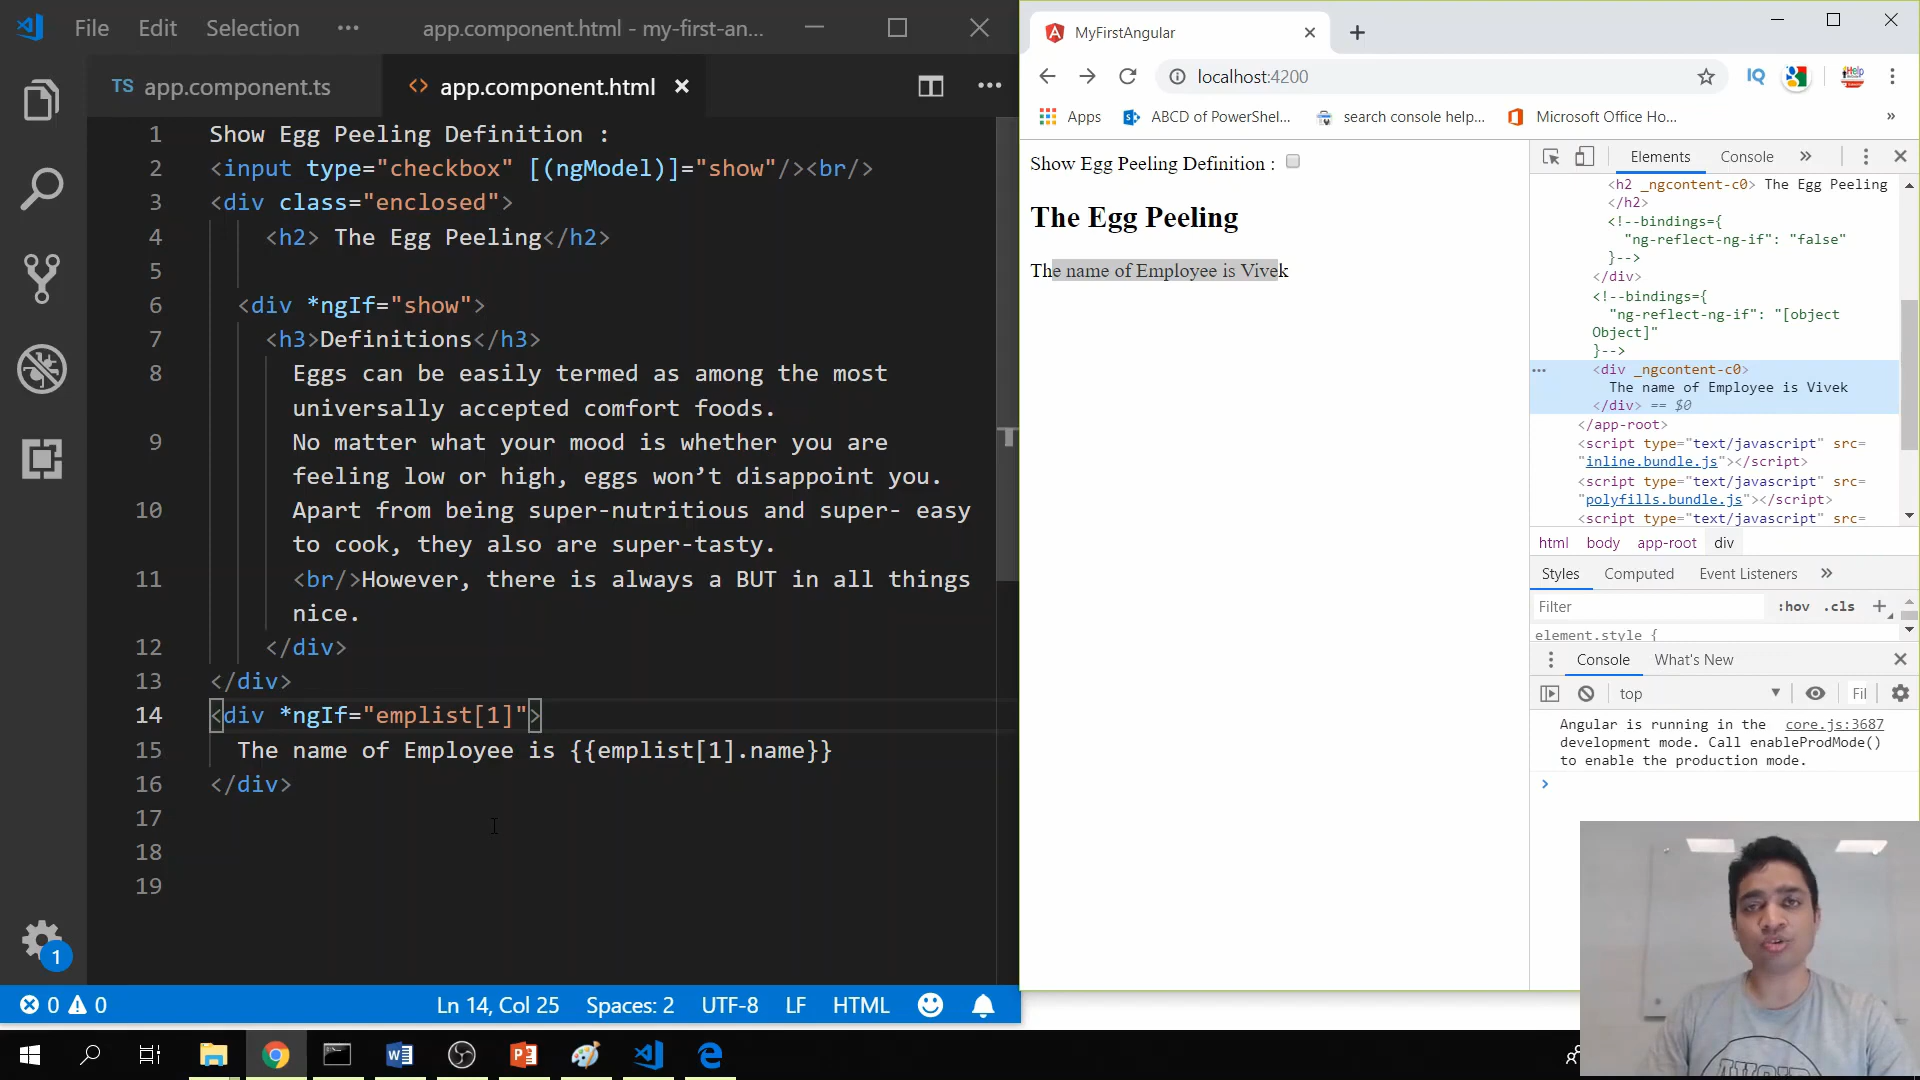 File Edit Selection ··· app.component.html - my-first-an...
TS app.component.ts <> app.component.html
1 Show Egg Peeling Definition :
2 <input type="checkbox" [(ngModel)]="show"/><br/>
3 <div class="enclosed">
4 <h2> The Egg Peeling</h2>
5
6 <div *ngIf="show">
7 <h3>Definitions</h3>
8 Eggs can be easily termed as among the most
universally accepted comfort foods.
9 No matter what your mood is whether you are
feeling low or high, eggs won’t disappoint you.
10 Apart from being super-nutritious and super- easy
to cook, they also are super-tasty.
11 <br/>However, there is always a BUT in all things
nice.
12 </div>
13 </div>
14 <div *ngIf="emplist[1]">
15 The name of Employee is {{emplist[1].name}}
16 </div>
17
18
19
1
0 0 Ln 14, Col 25 Spaces: 2 UTF-8 LF HTML
MyFirstAngular
localhost:4200
IQ
Apps ABCD of PowerShel... search console help... Microsoft Office Ho... »
Show Egg Peeling Definition :
The Egg Peeling
The name of Employee is Vivek
Elements Console »
<h2 _ngcontent-c0> The Egg Peeling
</h2>
<!--bindings={
"ng-reflect-ng-if": "false"
}-->
</div>
<!--bindings={
"ng-reflect-ng-if": "[object
Object]"
}-->
··· <div _ngcontent-c0>
The name of Employee is Vivek
</div> == $0
</app-root>
<script type="text/javascript" src=
"inline.bundle.js"></script>
<script type="text/javascript" src=
"polyfills.bundle.js"></script>
<script type="text/javascript" src=
html body app-root div
Styles Computed Event Listeners »
Filter :hov .cls +
element.style {
Console What's New
top Fil
Angular is running in the core.js:3687
development mode. Call enableProdMode()
to enable the production mode.
>